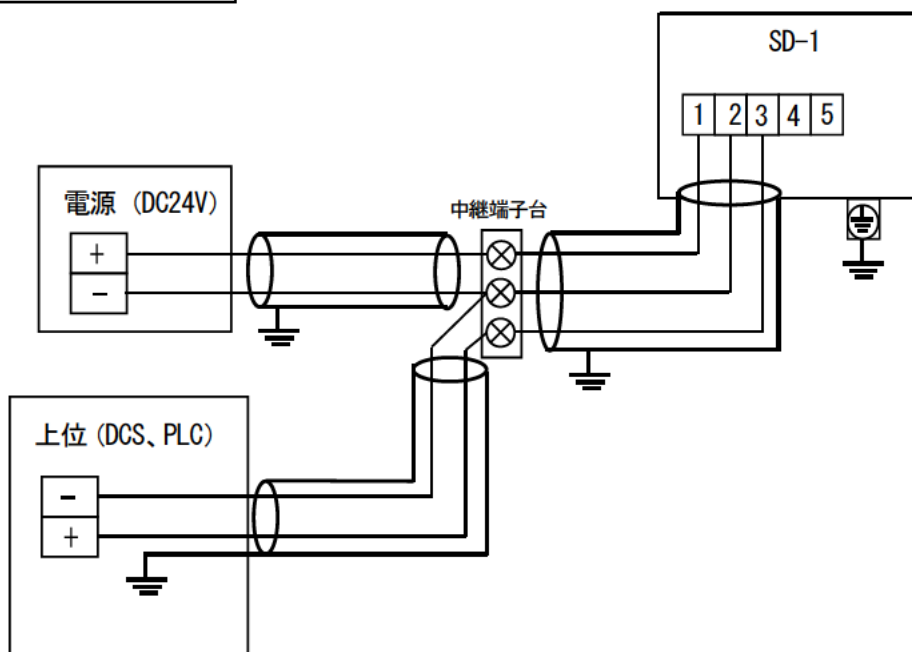 SD-1
1 2 3 4 5
電源 (DC24V)
+
-
中継端子台
上位 (DCS、PLC)
-
+